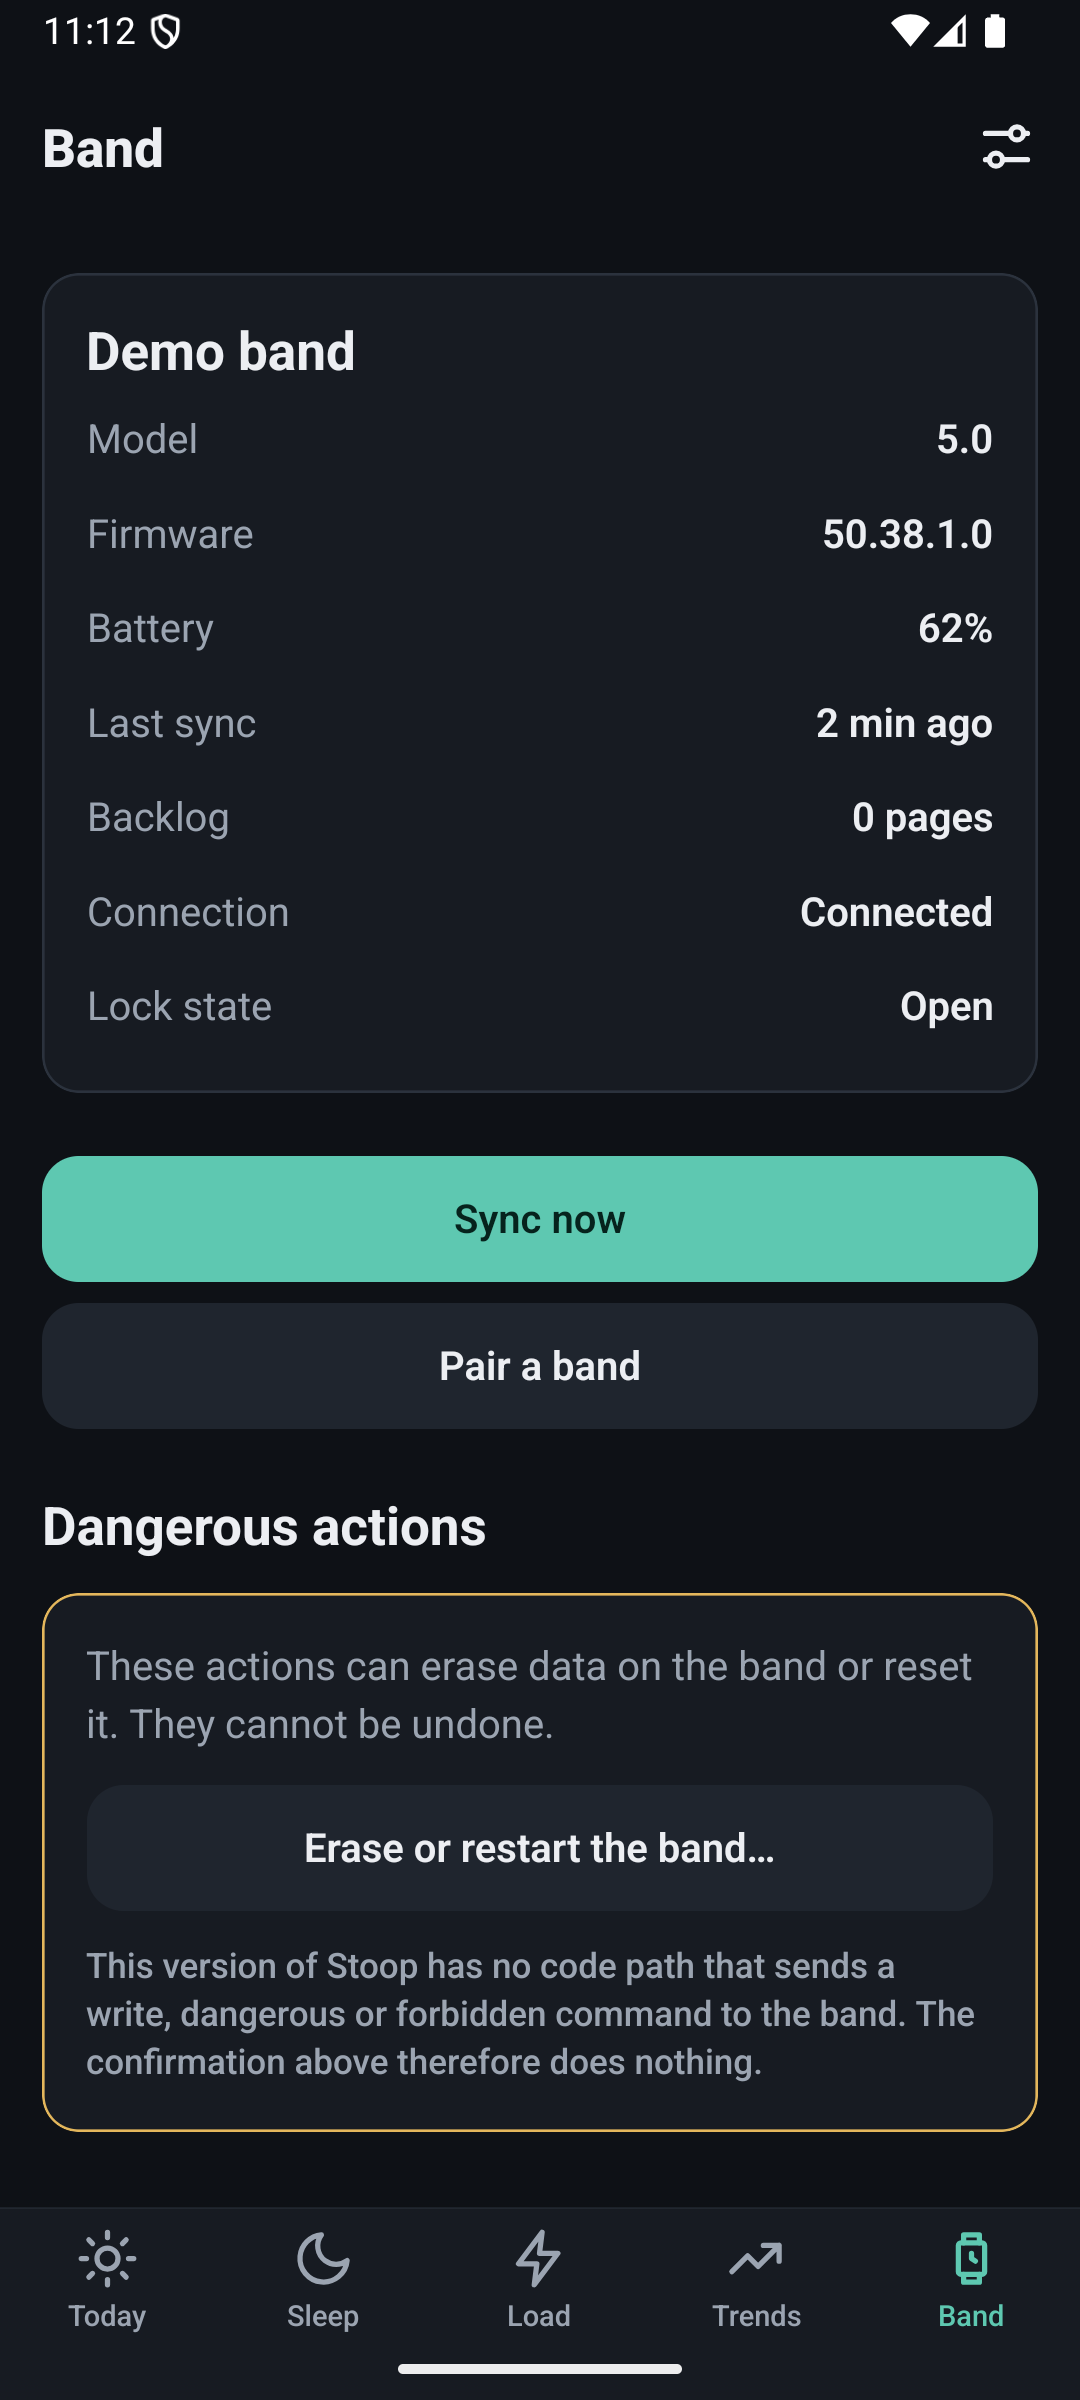 11:12
Band
Demo band
Model 5.0
Firmware 50.38.1.0
Battery 62%
Last sync 2 min ago
Backlog 0 pages
Connection Connected
Lock state Open
Sync now
Pair a band
Dangerous actions
These actions can erase data on the band or reset
it. They cannot be undone.
Erase or restart the band…
This version of Stoop has no code path that sends a
write, dangerous or forbidden command to the band. The
confirmation above therefore does nothing.
Today Sleep Load Trends Band